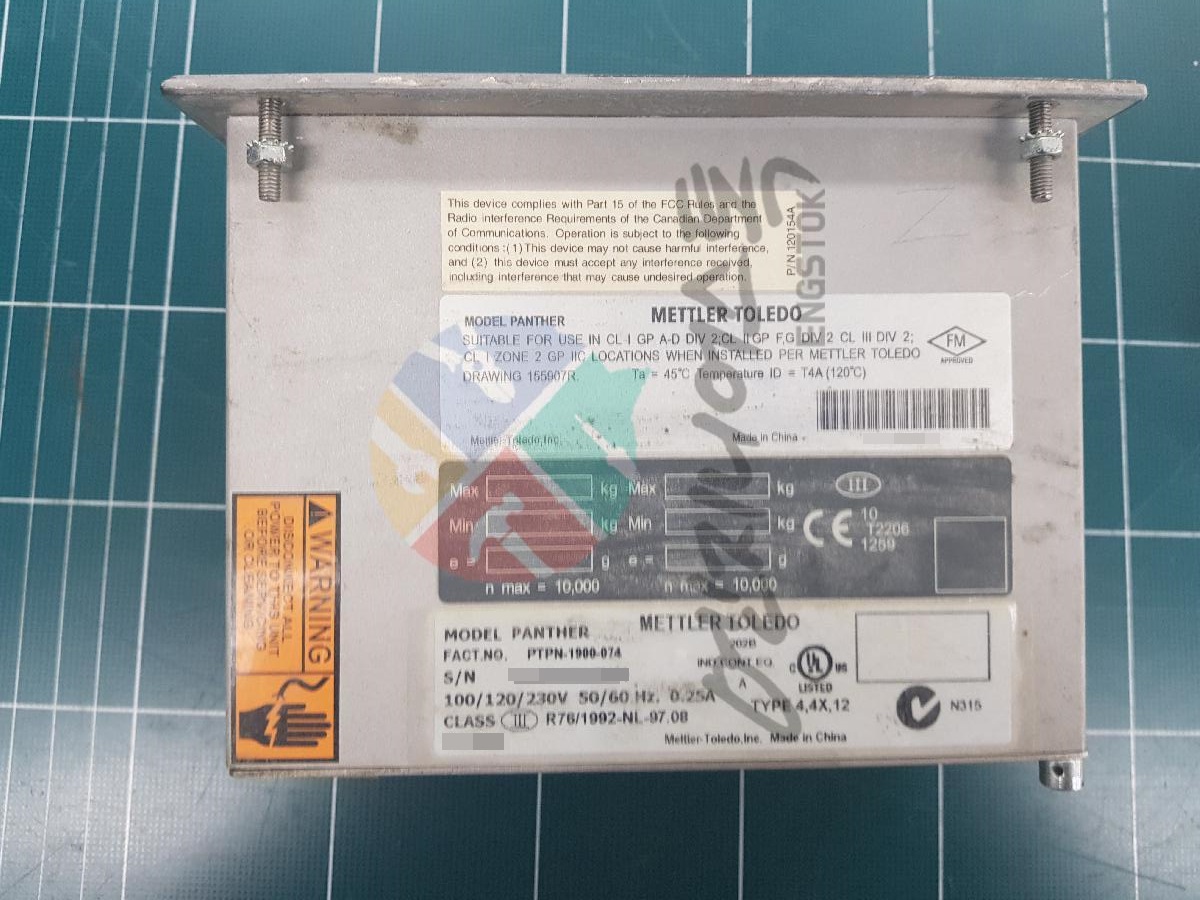 This device complies with Part 15 of the FCC Rules and the
Radio interference Requirements of the Canadian Department
of Communications. Operation is subject to the following
conditions :(1) This device may not cause harmful interference,
and (2) this device must accept any interference received,
including interference that may cause undesired operation.
P/N 120154A
METTLER TOLEDO
MODEL PANTHER
SUITABLE FOR USE IN CL I GP A-D DIV 2;CL II GP F,G DIV 2 CL III DIV 2;
CL I ZONE 2 GP IIC LOCATIONS WHEN INSTALLED PER METTLER TOLEDO
DRAWING 155907R. Ta = 45°C Temperature ID = T4A (120°C)
FM
APPROVED
Mettler-Toledo,Inc. Made in China
Max kg Max kg III
Min kg Min kg CE 10
T2206
1259
e = g e = g
n max = 10,000 n max = 10,000
MODEL PANTHER METTLER TOLEDO
FACT.NO. PTPN-1900-074
202B
IND.CONT.EQ.
A
S/N
C UL US
LISTED
100/120/230V 50/60 Hz. 0.25A TYPE 4,4X,12
CLASS III R76/1992-NL-97.08
N315
Mettler-Toledo,Inc. Made in China
WARNING
DISCONNECT ALL
POWER TO THIS UNIT
BEFORE SERVICING
OR CLEANING
ENGSTOK